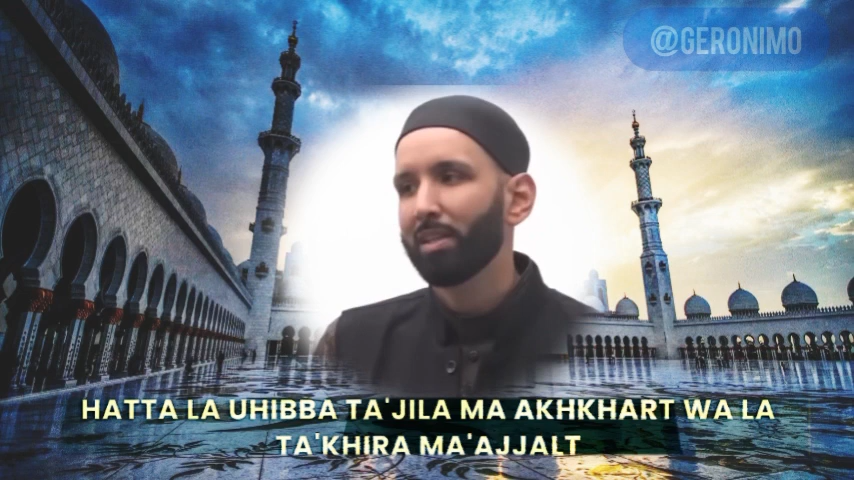 @GERONIMO
HATTA LA UHIBBA TA'JILA MA AKHKHART WA LA
TA'KHIRA MA'AJJALT